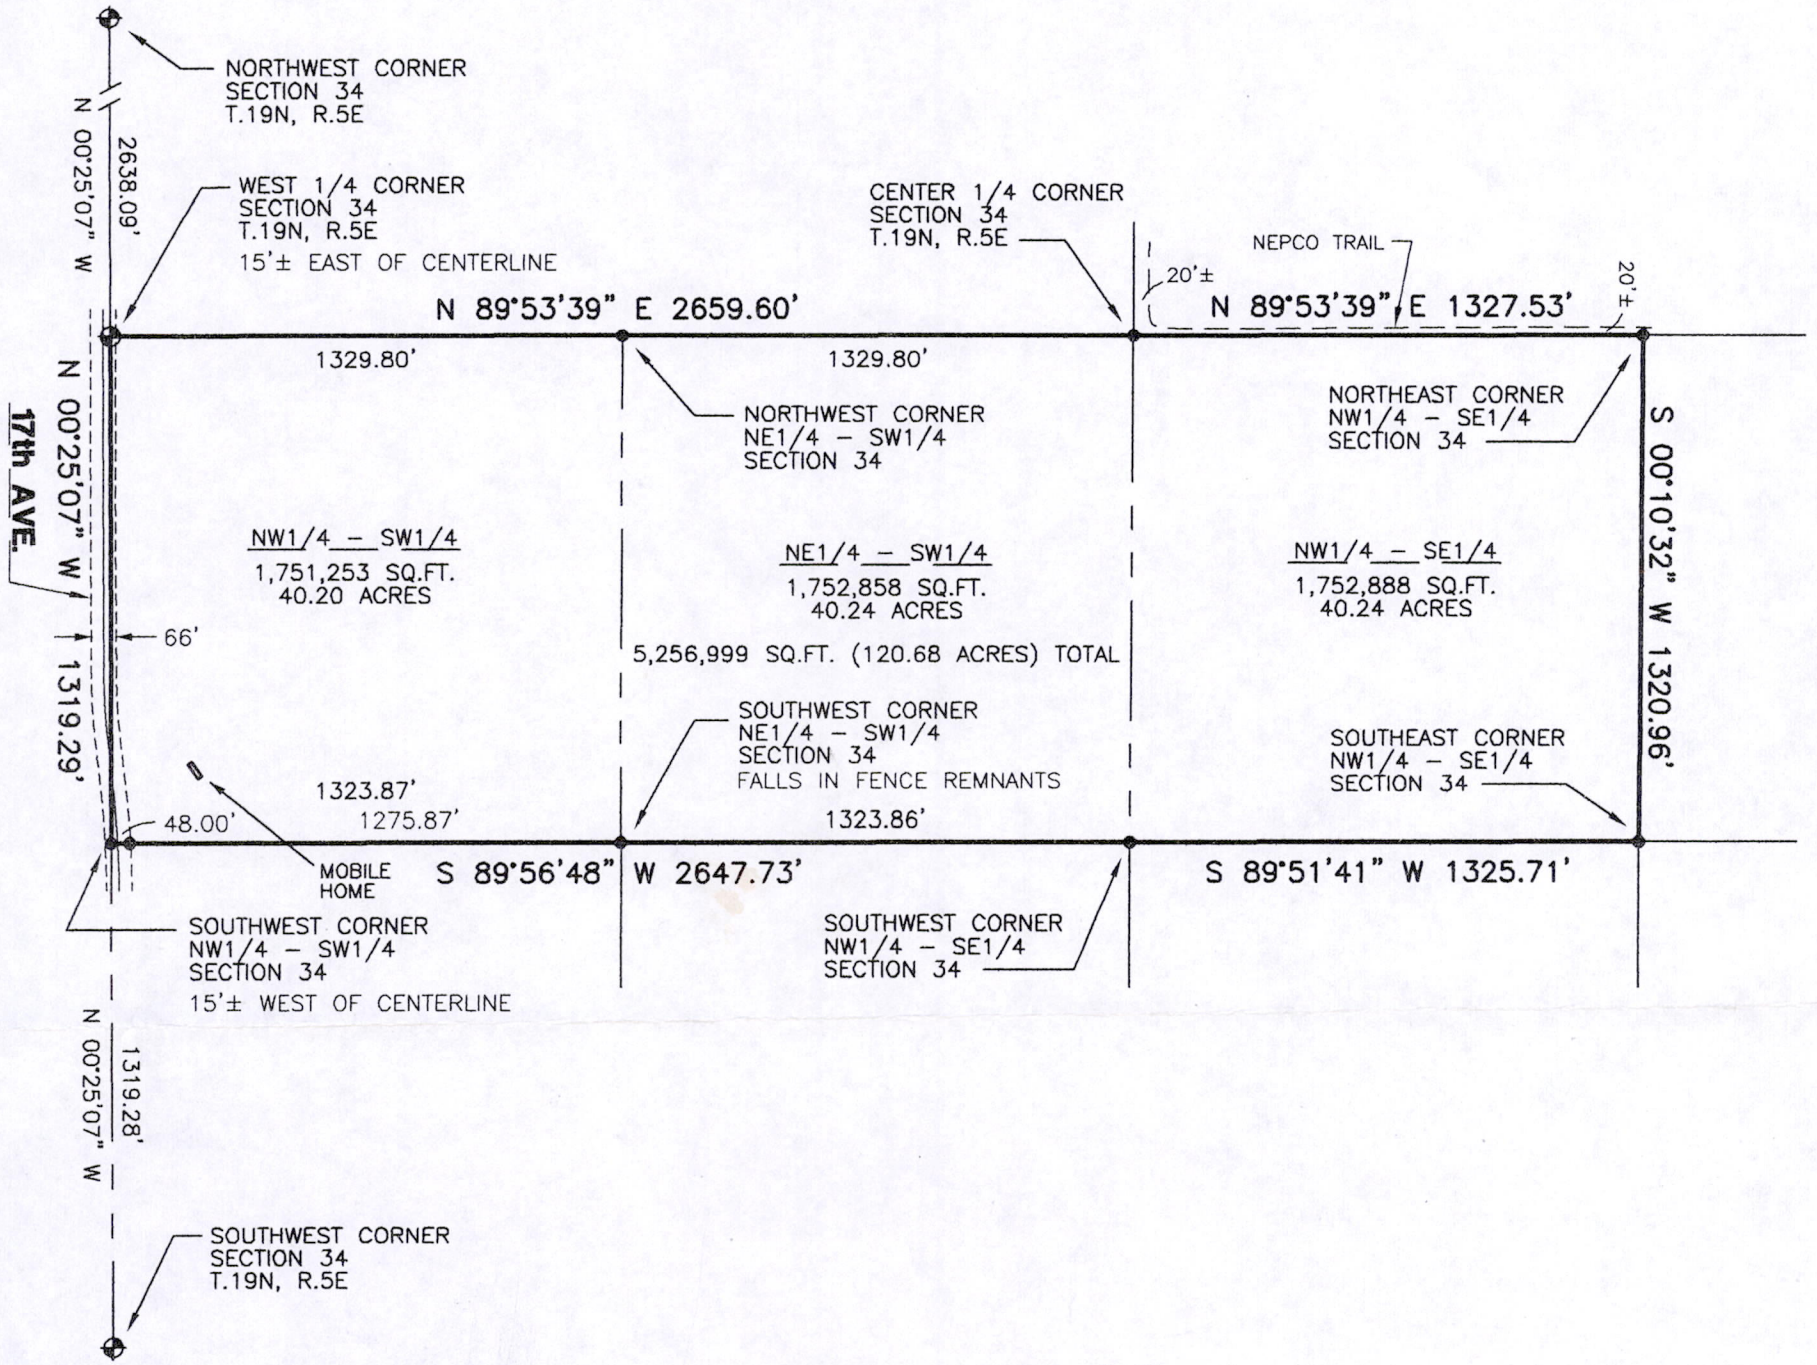 NORTHWEST CORNER
SECTION 34
T.19N, R.5E
2638.09'
N 00°25'07" W
WEST 1/4 CORNER
SECTION 34
T.19N, R.5E
15'± EAST OF CENTERLINE
CENTER 1/4 CORNER
SECTION 34
T.19N, R.5E
NEPCO TRAIL
20'±
20'±
N 89°53'39" E 2659.60'
N 89°53'39" E 1327.53'
1329.80'
1329.80'
NORTHWEST CORNER
NE1/4 - SW1/4
SECTION 34
NORTHEAST CORNER
NW1/4 - SE1/4
SECTION 34
N 00°25'07" W 1319.29'
17th AVE.
S 00°10'32" W 1320.96'
NW1/4 - SW1/4
1,751,253 SQ.FT.
40.20 ACRES
NE1/4 - SW1/4
1,752,858 SQ.FT.
40.24 ACRES
NW1/4 - SE1/4
1,752,888 SQ.FT.
40.24 ACRES
66'
5,256,999 SQ.FT. (120.68 ACRES) TOTAL
SOUTHWEST CORNER
NE1/4 - SW1/4
SECTION 34
FALLS IN FENCE REMNANTS
SOUTHEAST CORNER
NW1/4 - SE1/4
SECTION 34
1323.87'
48.00'
1275.87'
1323.86'
MOBILE
HOME
S 89°56'48" W 2647.73'
S 89°51'41" W 1325.71'
SOUTHWEST CORNER
NW1/4 - SW1/4
SECTION 34
15'± WEST OF CENTERLINE
SOUTHWEST CORNER
NW1/4 - SE1/4
SECTION 34
1319.28'
N 00°25'07" W
SOUTHWEST CORNER
SECTION 34
T.19N, R.5E